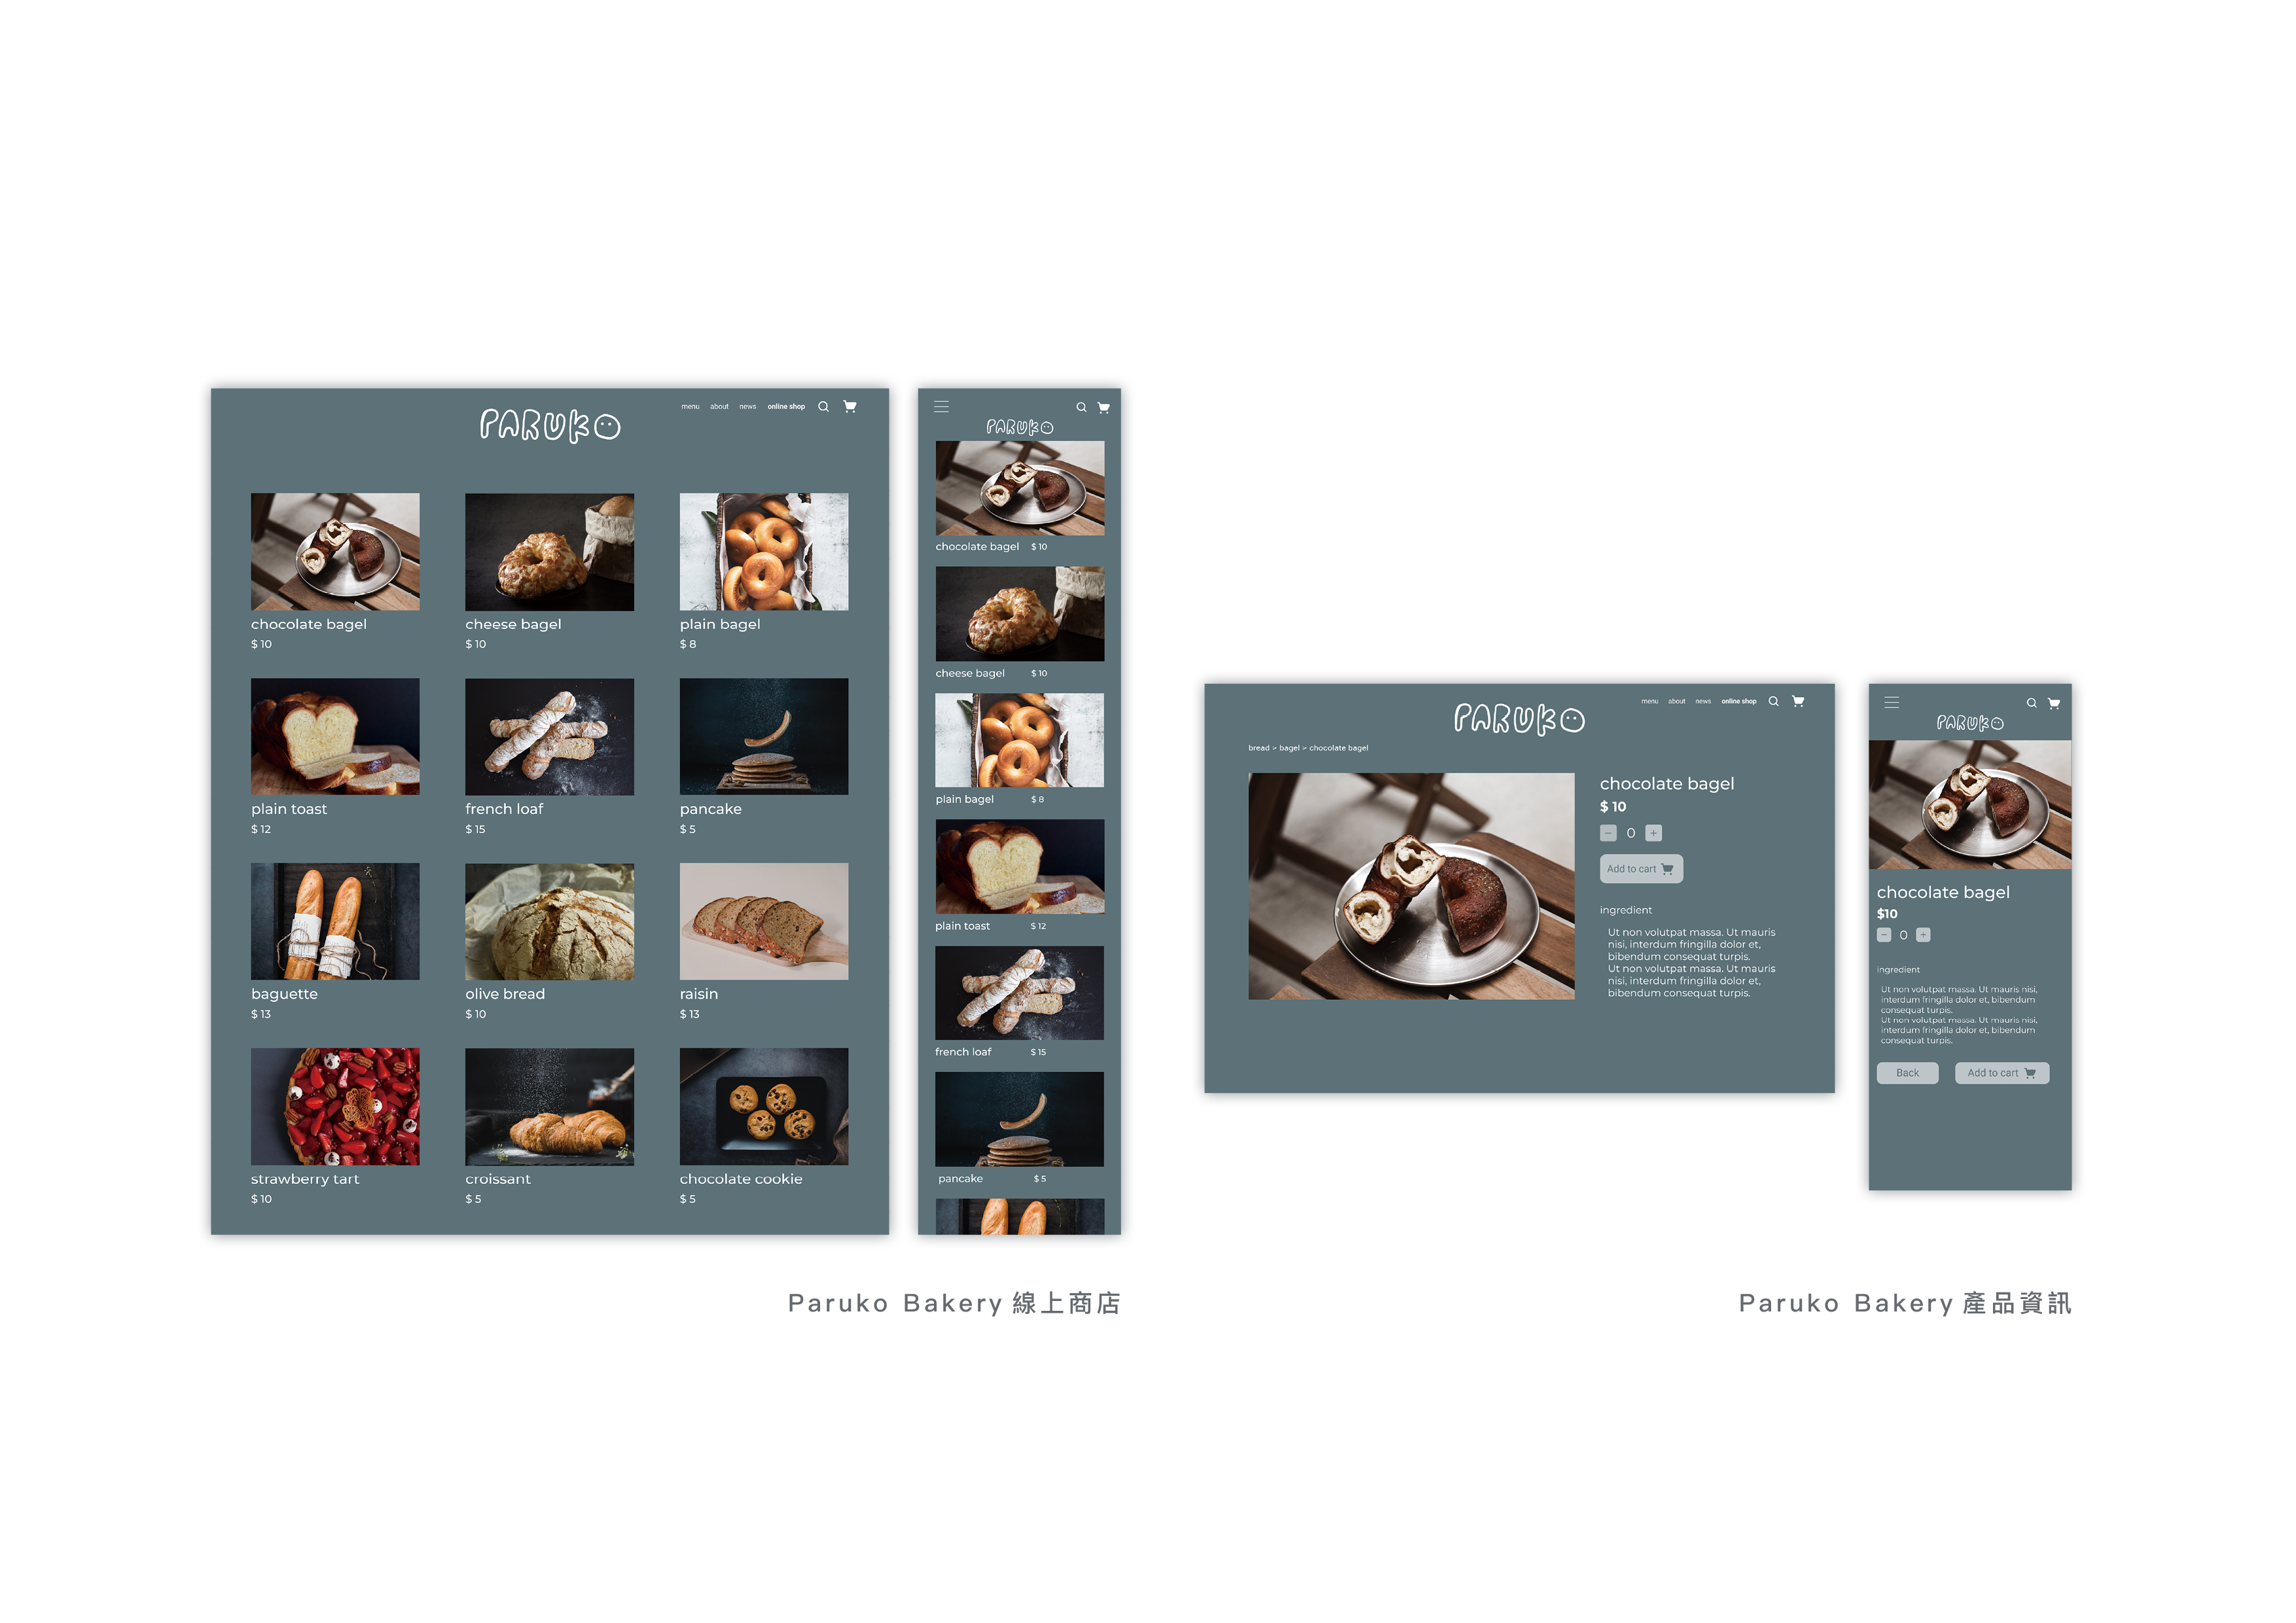 menu about news online shop
PARUKO
chocolate bagel
$ 10
cheese bagel
$ 10
plain bagel
$ 8
plain toast
$ 12
french loaf
$ 15
pancake
$ 5
baguette
$ 13
olive bread
$ 10
raisin
$ 13
strawberry tart
$ 10
croissant
$ 5
chocolate cookie
$ 5
PARUKO
chocolate bagel $ 10
cheese bagel $ 10
plain bagel $ 8
plain toast $ 12
french loaf $ 15
pancake $ 5
Paruko Bakery 線上商店
menu about news online shop
PARUKO
bread > bagel > chocolate bagel
chocolate bagel
$ 10
− 0 +
Add to cart
ingredient
Ut non volutpat massa. Ut mauris
nisi, interdum fringilla dolor et,
bibendum consequat turpis.
Ut non volutpat massa. Ut mauris
nisi, interdum fringilla dolor et,
bibendum consequat turpis.
PARUKO
chocolate bagel
$10
− 0 +
ingredient
Ut non volutpat massa. Ut mauris nisi,
interdum fringilla dolor et, bibendum
consequat turpis.
Ut non volutpat massa. Ut mauris nisi,
interdum fringilla dolor et, bibendum
consequat turpis.
Back Add to cart
Paruko Bakery 產品資訊